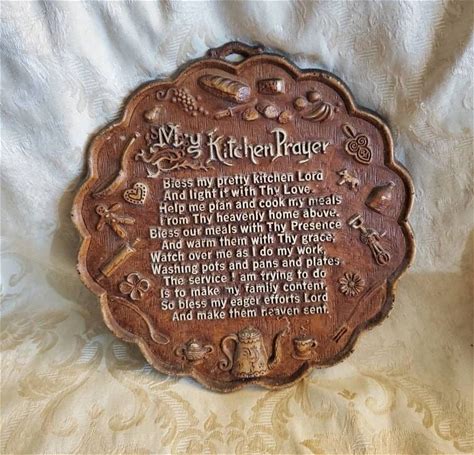 My Kitchen Prayer
Bless my pretty kitchen Lord
And light it with Thy Love.
Help me plan and cook my meals
From Thy heavenly home above.
Bless our meals with Thy Presence
And warm them with Thy grace,
Watch over me as I do my work,
Washing pots and pans and plates.
The service I am trying to do
Is to make my family content,
So bless my eager efforts Lord
And make them heaven sent.